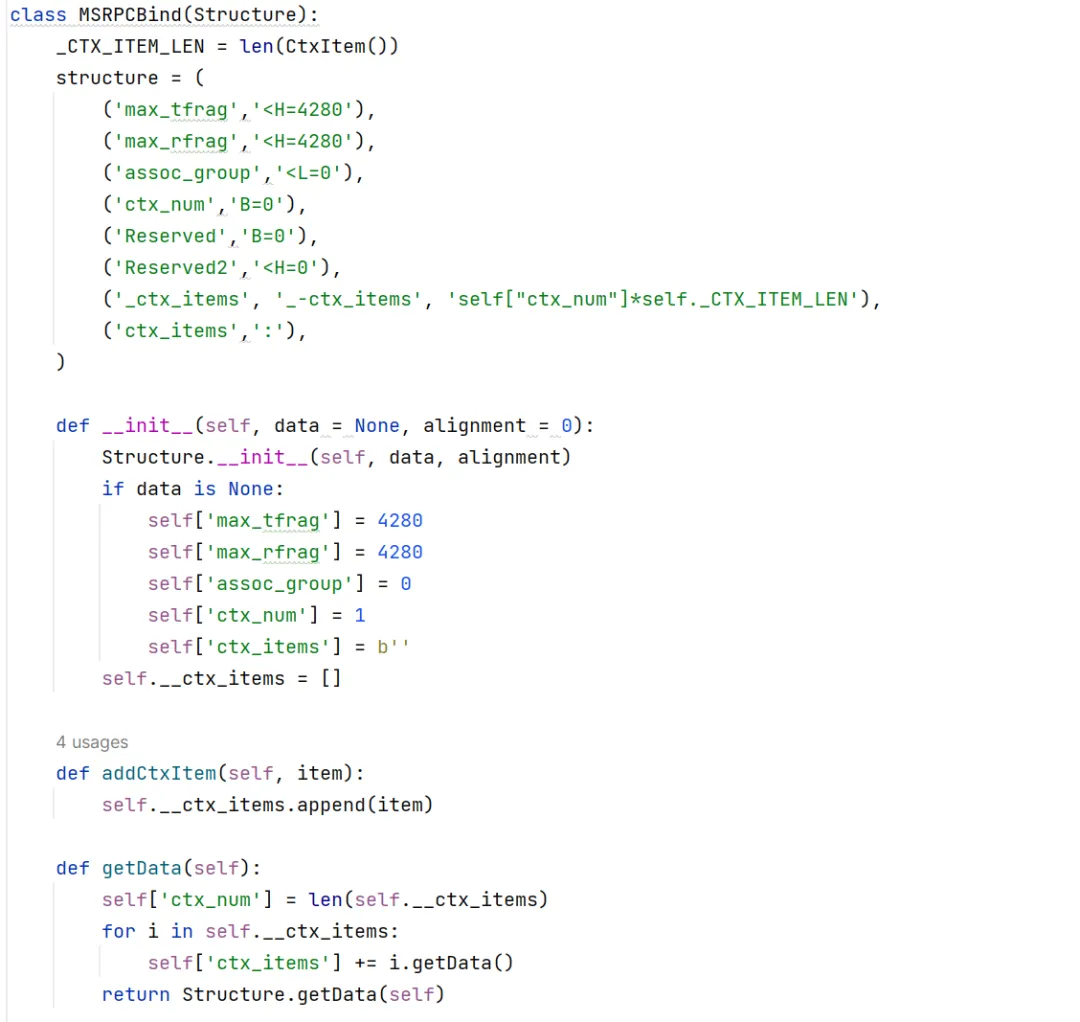 class MSRPCBind(Structure):
    _CTX_ITEM_LEN = len(CtxItem())
    structure = (
        ('max_tfrag','<H=4280'),
        ('max_rfrag','<H=4280'),
        ('assoc_group','<L=0'),
        ('ctx_num','B=0'),
        ('Reserved','B=0'),
        ('Reserved2','<H=0'),
        ('_ctx_items', '_-ctx_items', 'self["ctx_num"]*self._CTX_ITEM_LEN'),
        ('ctx_items',':'),
    )

    def __init__(self, data = None, alignment = 0):
        Structure.__init__(self, data, alignment)
        if data is None:
            self['max_tfrag'] = 4280
            self['max_rfrag'] = 4280
            self['assoc_group'] = 0
            self['ctx_num'] = 1
            self['ctx_items'] = b''
        self.__ctx_items = []

    4 usages
    def addCtxItem(self, item):
        self.__ctx_items.append(item)

    def getData(self):
        self['ctx_num'] = len(self.__ctx_items)
        for i in self.__ctx_items:
            self['ctx_items'] += i.getData()
        return Structure.getData(self)